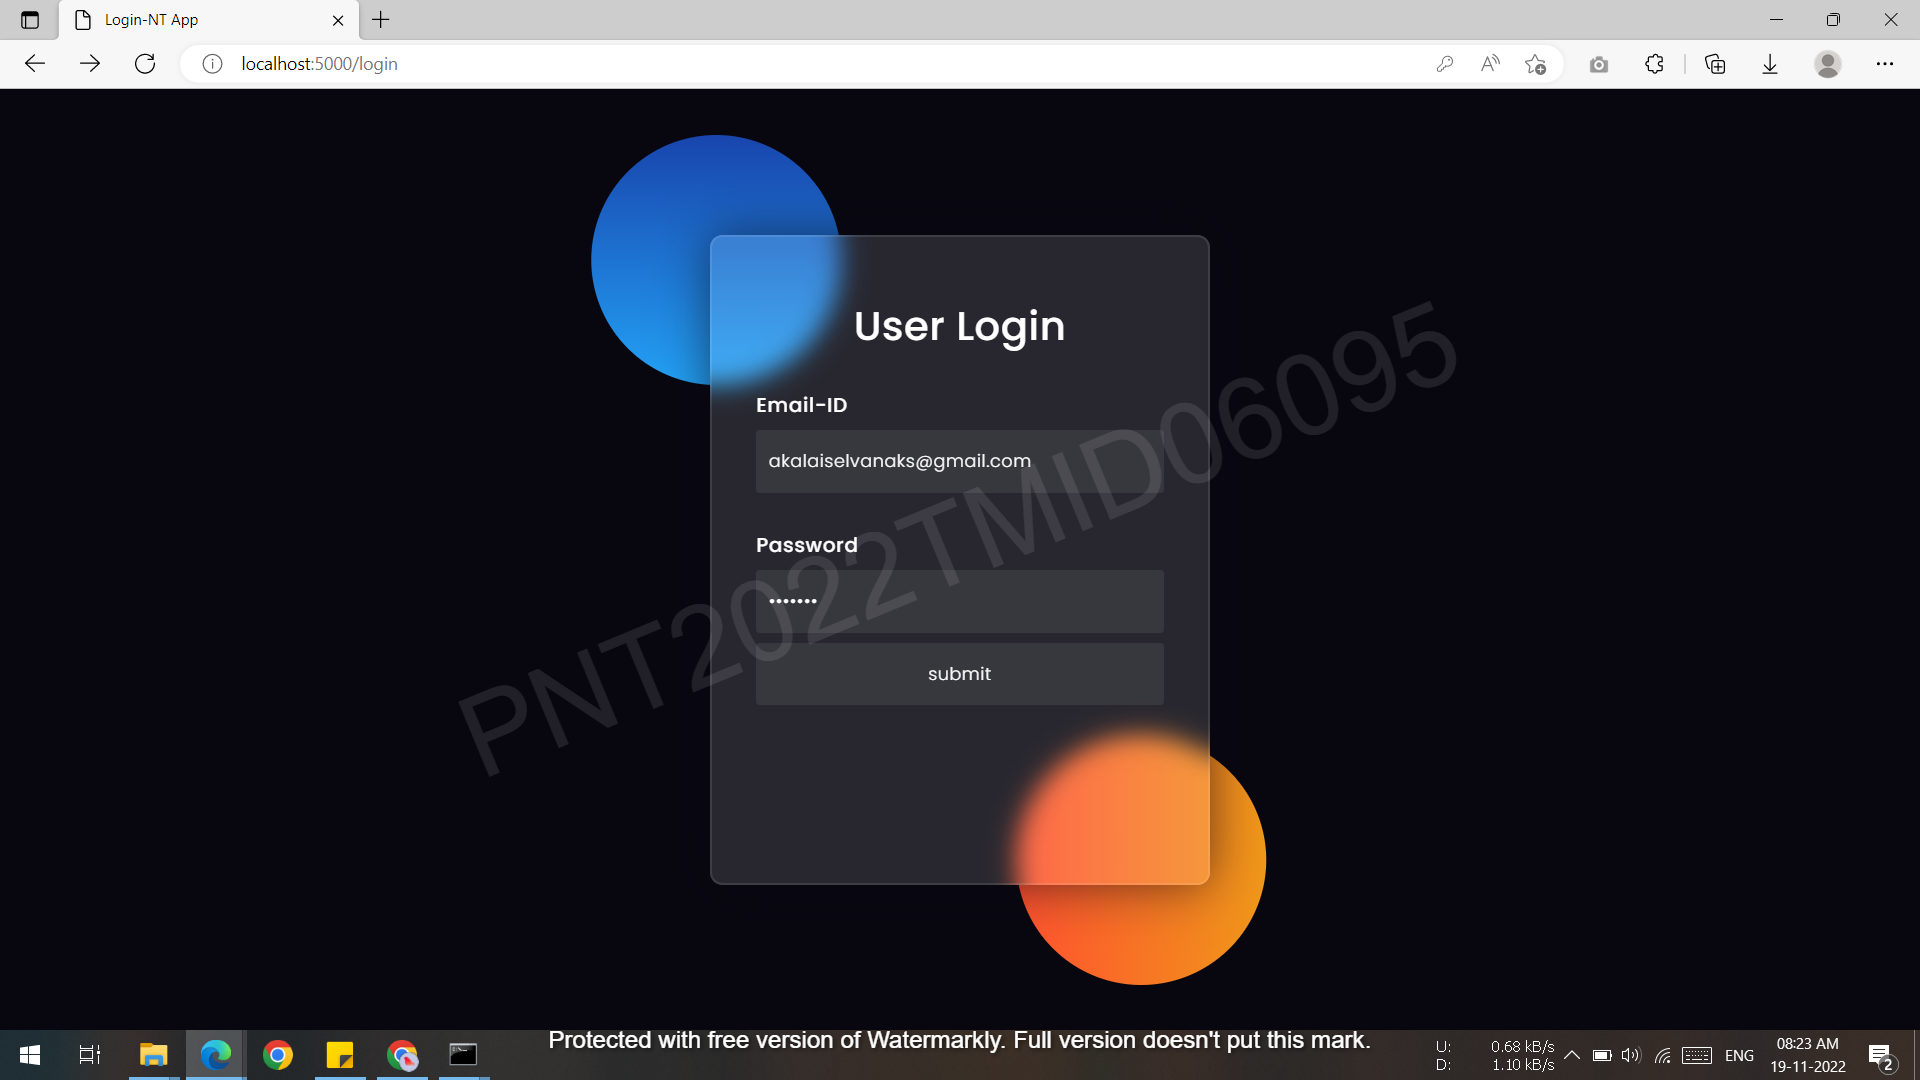 Login-NT App
localhost:5000/login
User Login
Email-ID
akalaiselvanaks@gmail.com
Password
•••••••
submit
PNT2022TMID06095
Protected with free version of Watermarkly. Full version doesn't put this mark.
U: 0.68 kB/s
D: 1.10 kB/s
ENG
08:23 AM
19-11-2022
2